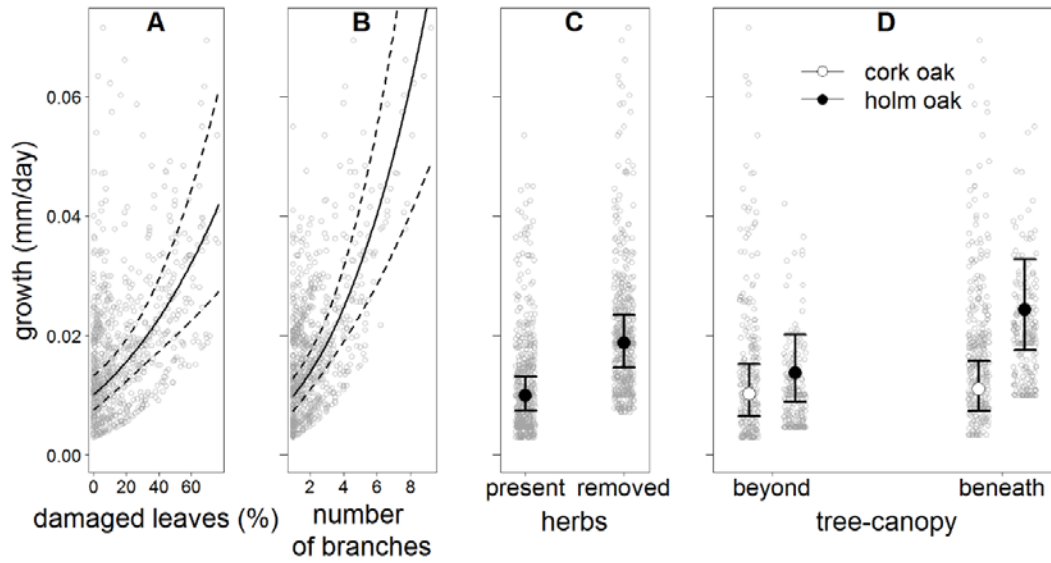 A
B
C
D
cork oak
holm oak
growth (mm/day)
0.06
0.04
0.02
0.00
0 20 40 60
2 4 6 8
present removed
beyond beneath
damaged leaves (%)
number
of branches
herbs
tree-canopy